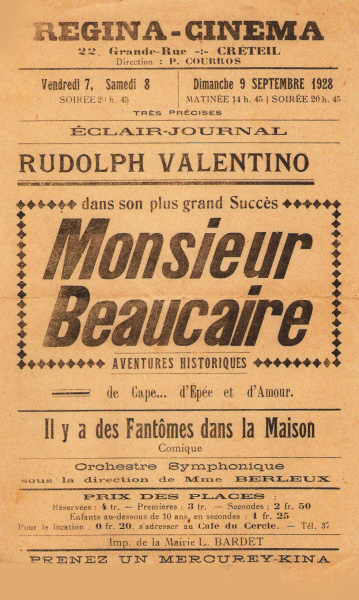 REGINA-CINEMA
22, Grande-Rue -:- CRÉTEIL
Direction : P. COURROS
Vendredi 7, Samedi 8
SOIRÉE 20 h. 45
Dimanche 9 SEPTEMBRE 1928
MATINÉE 14 h. 45 | SOIRÉE 20 h. 45
TRÈS PRÉCISES
ÉCLAIR-JOURNAL
RUDOLPH VALENTINO
dans son plus grand Succès
Monsieur
Beaucaire
AVENTURES HISTORIQUES
de Cape... d'Épée et d'Amour.
Il y a des Fantômes dans la Maison
Comique
Orchestre Symphonique
sous la direction de Mme BERLEUX
PRIX DES PLACES :
Réservées : 4 fr. — Premières : 3 fr. — Secondes : 2 fr. 50
Enfants au-dessous de 10 ans, en secondes : 1 fr. 25
Pour la location : 0 fr. 20, s'adresser au Café du Cercle. — Tél. 37
Imp. de la Mairie L. BARDET
PRENEZ UN MERCUREY-KINA